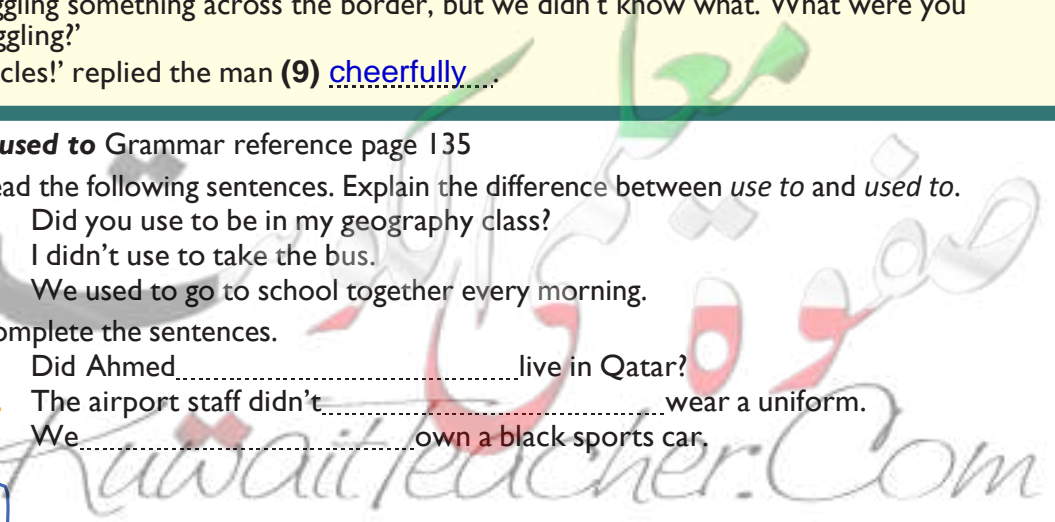 ggling something across the border, but we didn't know what. What were you
ggling?'
cles!' replied the man (9) cheerfully .
used to Grammar reference page 135
ead the following sentences. Explain the difference between use to and used to.
Did you use to be in my geography class?
I didn't use to take the bus.
We used to go to school together every morning.
omplete the sentences.
Did Ahmed live in Qatar?
The airport staff didn't wear a uniform.
We own a black sports car.
معا
صفوة الكويت
KuwaitTeacher.Com